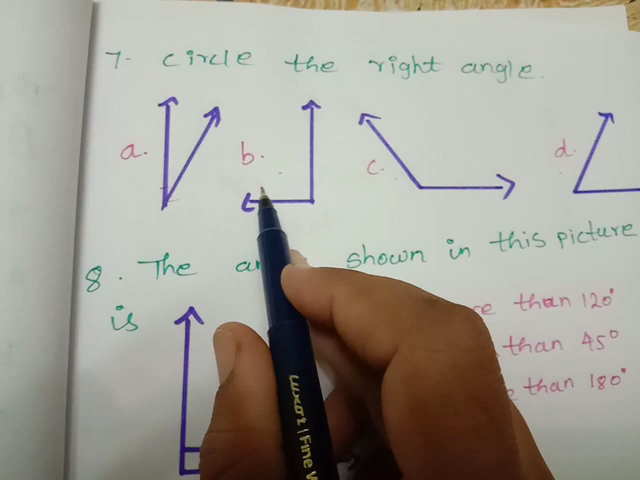 7. circle the right angle.
a. b. c. d.
8. The shown in this picture
is
than 120°
than 45°
than 180°
LUXOR | Fine